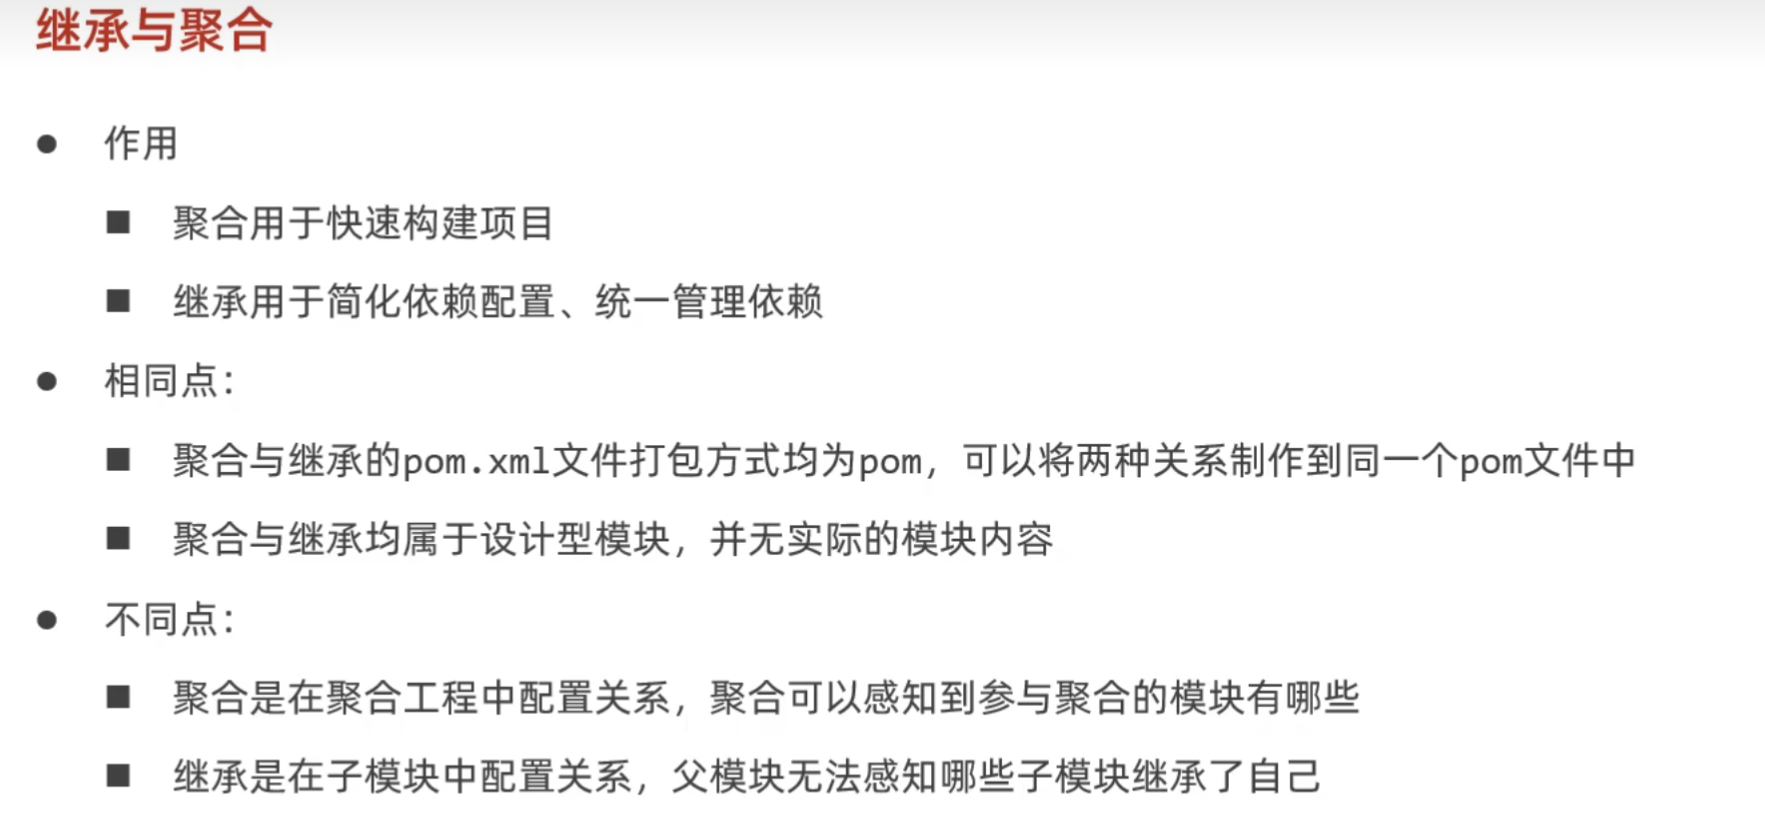 继承与聚合
作用
聚合用于快速构建项目
继承用于简化依赖配置、统一管理依赖
相同点：
聚合与继承的pom.xml文件打包方式均为pom，可以将两种关系制作到同一个pom文件中
聚合与继承均属于设计型模块，并无实际的模块内容
不同点：
聚合是在聚合工程中配置关系，聚合可以感知到参与聚合的模块有哪些
继承是在子模块中配置关系，父模块无法感知哪些子模块继承了自己